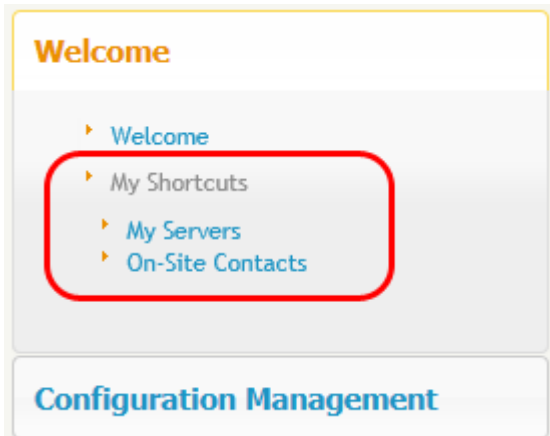 Welcome
Welcome
My Shortcuts
My Servers
On-Site Contacts
Configuration Management